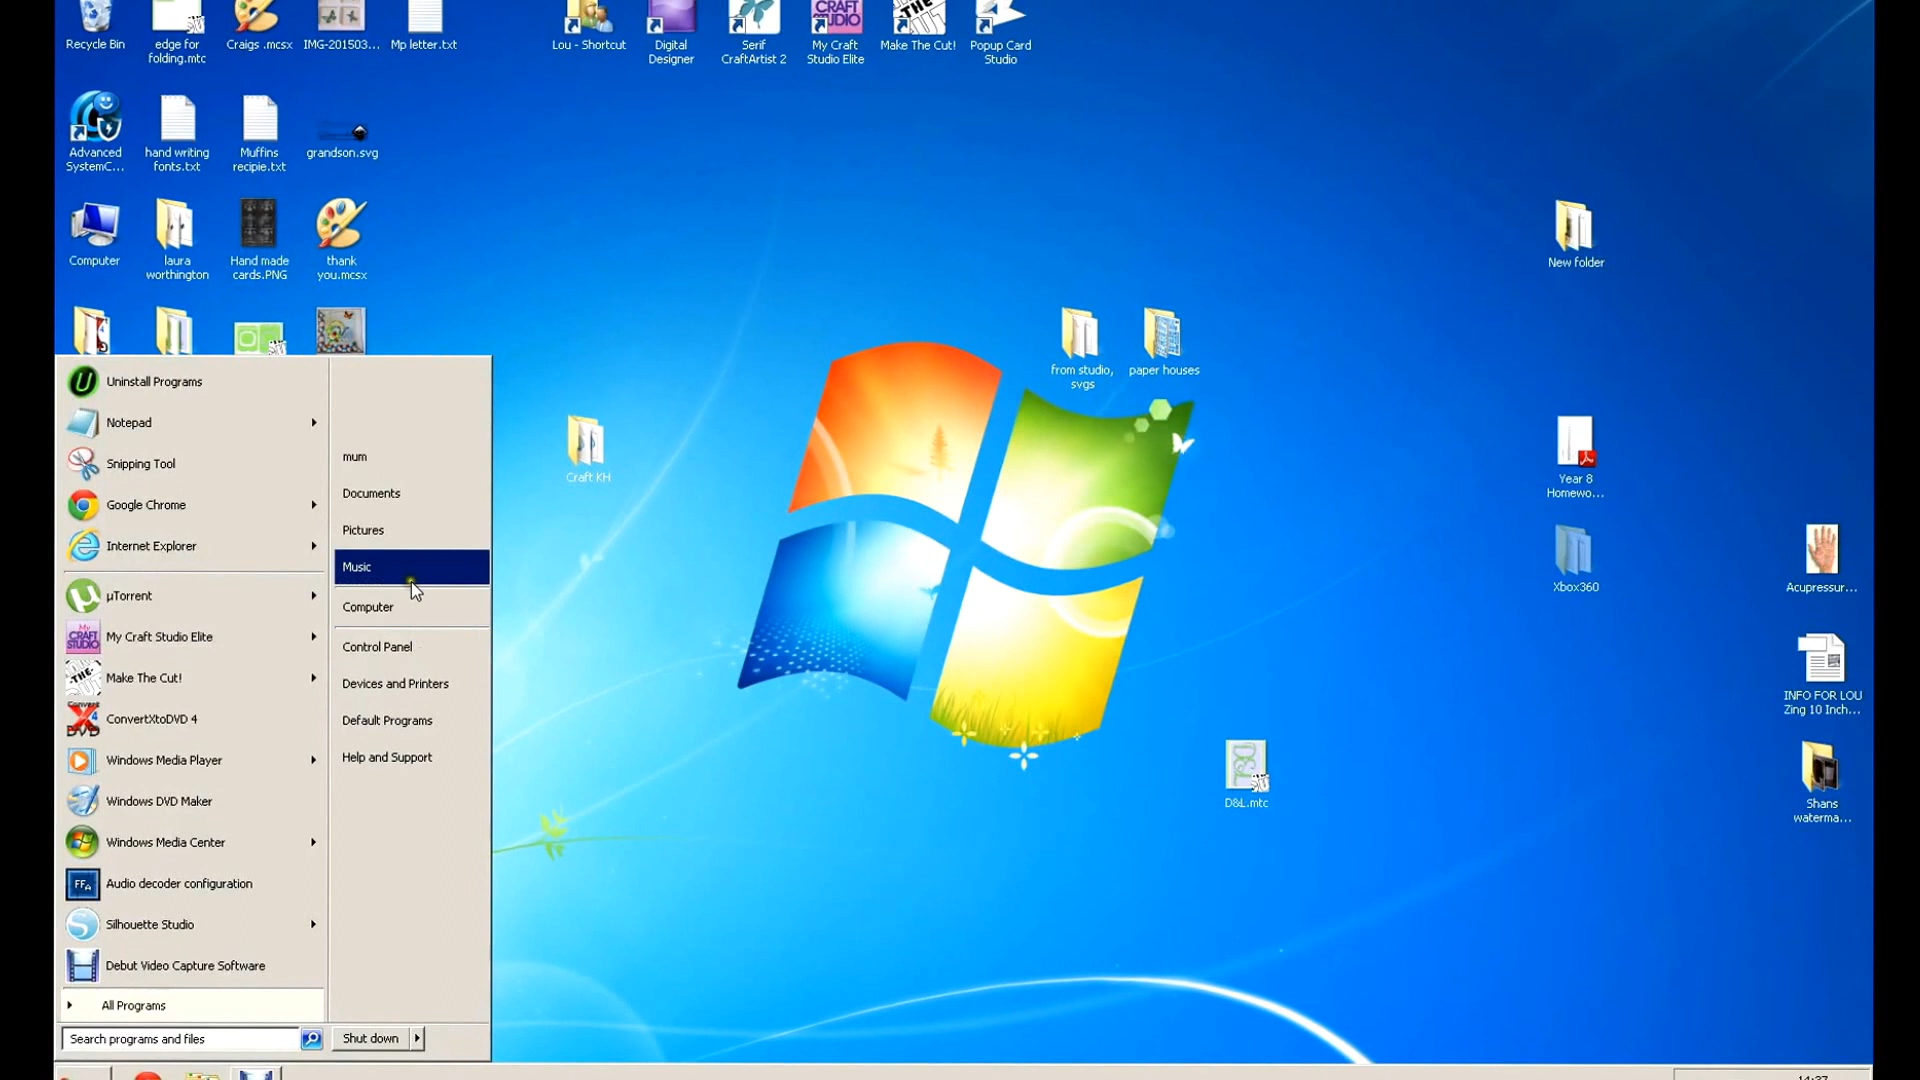 Recycle Bin
edge for
folding.mtc
Craigs .mcsx
IMG-201503...
Mp letter.txt
Lou - Shortcut
Digital
Designer
Serif
CraftArtist 2
CRAFT
My Craft
Studio Elite
Make The Cut!
Popup Card
Studio
Advanced
SystemC...
hand writing
fonts.txt
Muffins
recipie.txt
grandson.svg
Computer
laura
worthington
Hand made
cards.PNG
thank
you.mcsx
New folder
from studio,
svgs
paper houses
Craft KH
Year 8
Homewo...
Xbox360
Acupressur...
INFO FOR LOU
Zing 10 Inch...
D&L.mtc
Shans
waterma...
Uninstall Programs
Notepad
Snipping Tool
Google Chrome
Internet Explorer
µTorrent
My Craft Studio Elite
Make The Cut!
ConvertXtoDVD 4
Windows Media Player
Windows DVD Maker
Windows Media Center
Audio decoder configuration
Silhouette Studio
Debut Video Capture Software
All Programs
Search programs and files
mum
Documents
Pictures
Music
Computer
Control Panel
Devices and Printers
Default Programs
Help and Support
Shut down